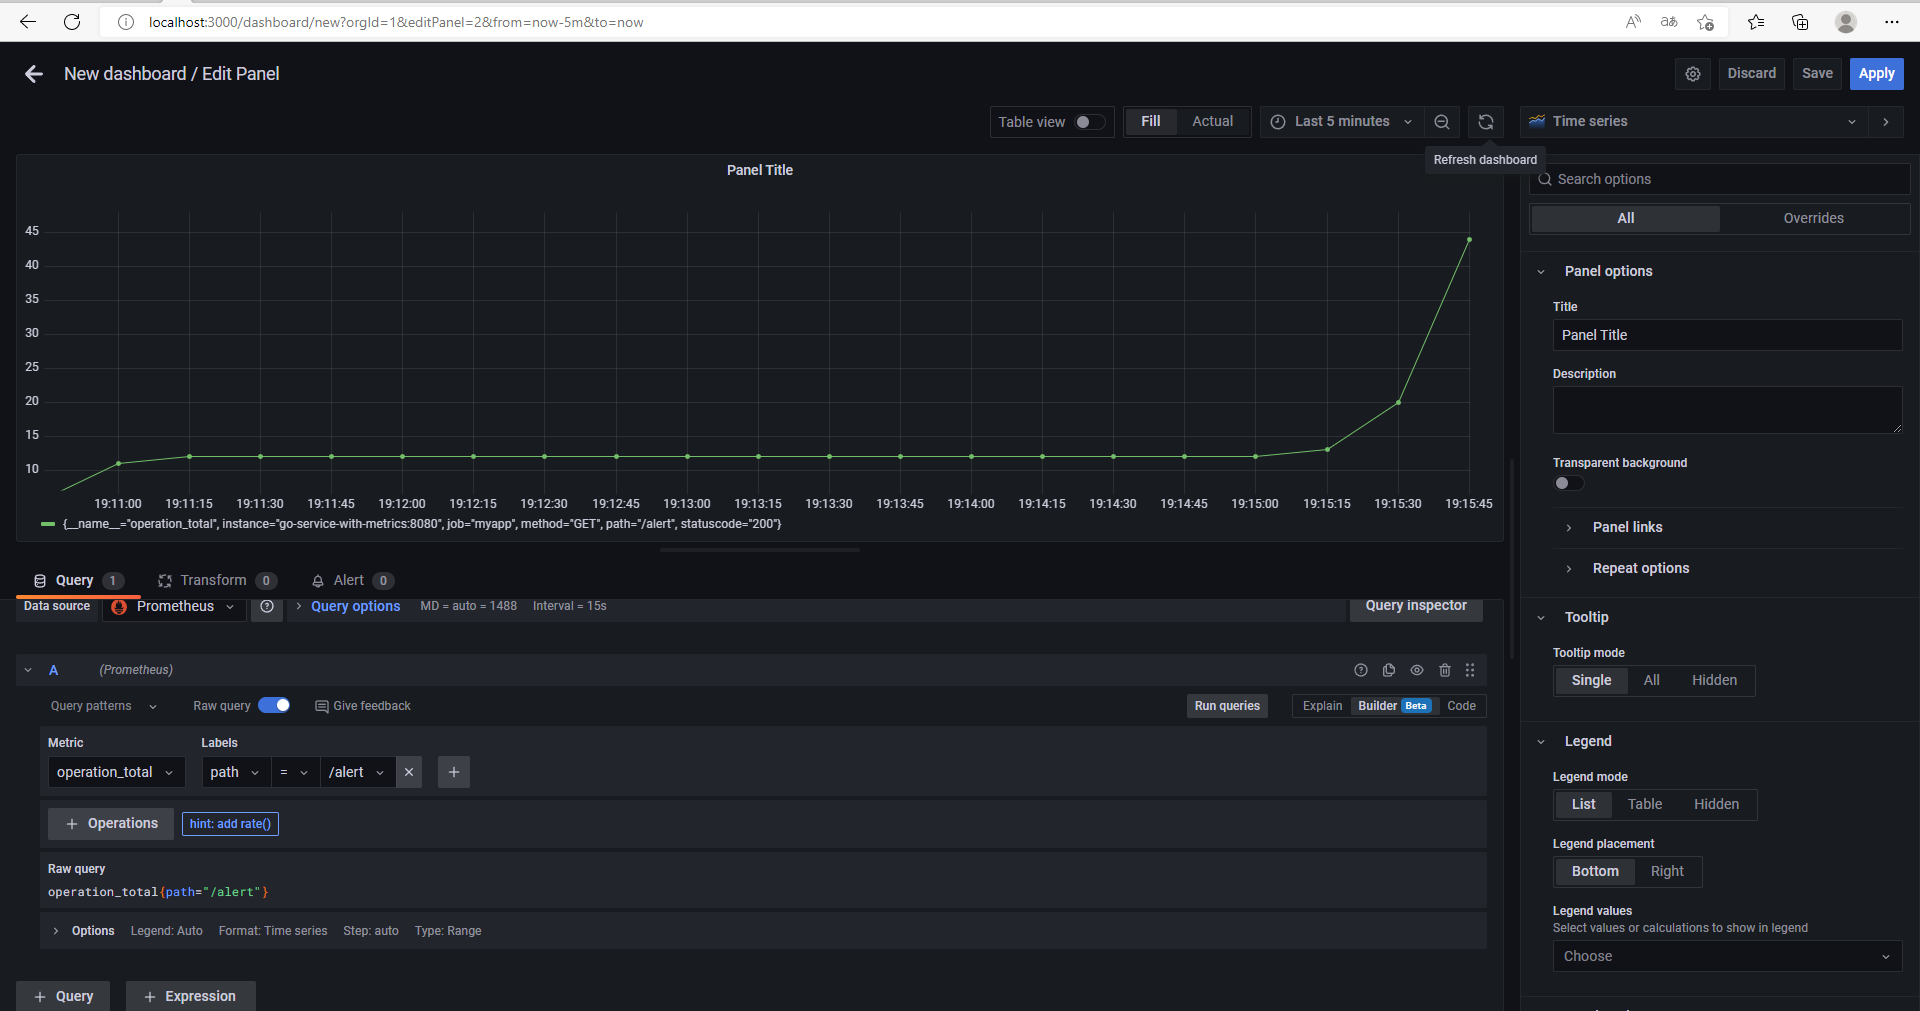 localhost:3000/dashboard/new?orgId=1&editPanel=2&from=now-5m&to=now
New dashboard / Edit Panel
Discard
Save
Apply
Table view
Fill
Actual
Last 5 minutes
Time series
Refresh dashboard
Panel Title
45
40
35
30
25
20
15
10
19:11:00 19:11:15 19:11:30 19:11:45 19:12:00 19:12:15 19:12:30 19:12:45 19:13:00 19:13:15 19:13:30 19:13:45 19:14:00 19:14:15 19:14:30 19:14:45 19:15:00 19:15:15 19:15:30 19:15:45
{__name__="operation_total", instance="go-service-with-metrics:8080", job="myapp", method="GET", path="/alert", statuscode="200"}
Query 1
Transform 0
Alert 0
Data source
Prometheus
Query options
MD = auto = 1488
Interval = 15s
Query inspector
A
(Prometheus)
Query patterns
Raw query
Give feedback
Run queries
Explain
Builder Beta
Code
Metric
Labels
operation_total
path
=
/alert
+ Operations
hint: add rate()
Raw query
operation_total{path="/alert"}
Options
Legend: Auto
Format: Time series
Step: auto
Type: Range
+ Query
+ Expression
Search options
All
Overrides
Panel options
Title
Panel Title
Description
Transparent background
Panel links
Repeat options
Tooltip
Tooltip mode
Single
All
Hidden
Legend
Legend mode
List
Table
Hidden
Legend placement
Bottom
Right
Legend values
Select values or calculations to show in legend
Choose